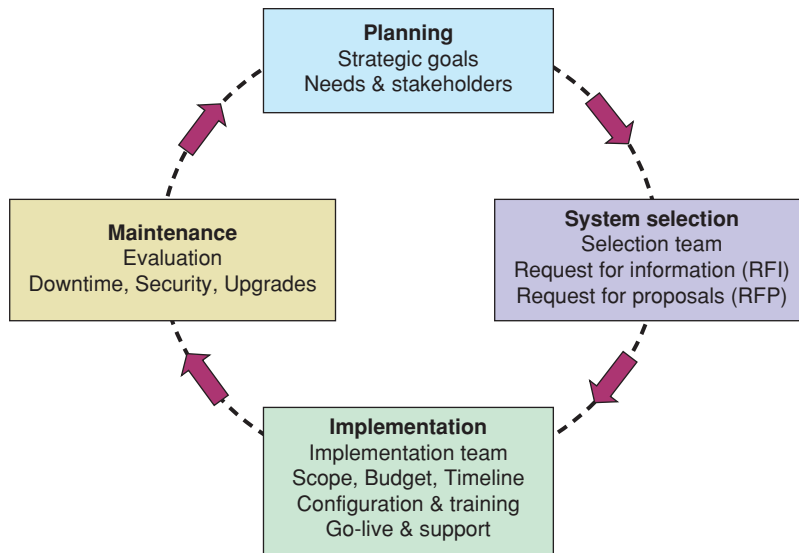 Planning
Strategic goals
Needs & stakeholders
System selection
Selection team
Request for information (RFI)
Request for proposals (RFP)
Implementation
Implementation team
Scope, Budget, Timeline
Configuration & training
Go-live & support
Maintenance
Evaluation
Downtime, Security, Upgrades